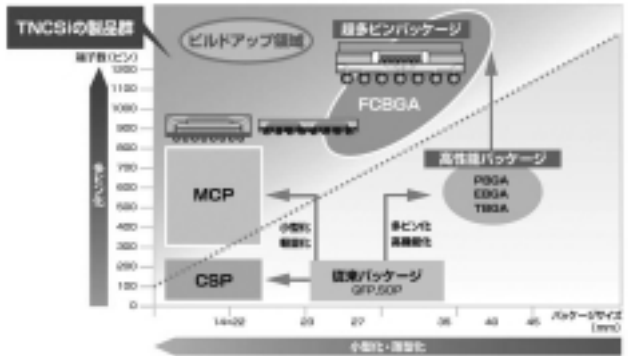 TNCSiの製品群
端子数(ピン)
ビルドアップ領域
超多ピンパッケージ
FCBGA
1200
1100
1000
900
800
700
600
500
400
300
200
100
0
MCP
CSP
小型化
多ピン化
高機能化
高性能パッケージ
PBGA
EBGA
TBGA
従来パッケージ
QFP,SOP
14×22
23
27
35
40
45
パッケージサイズ
(mm)
小型化・薄型化